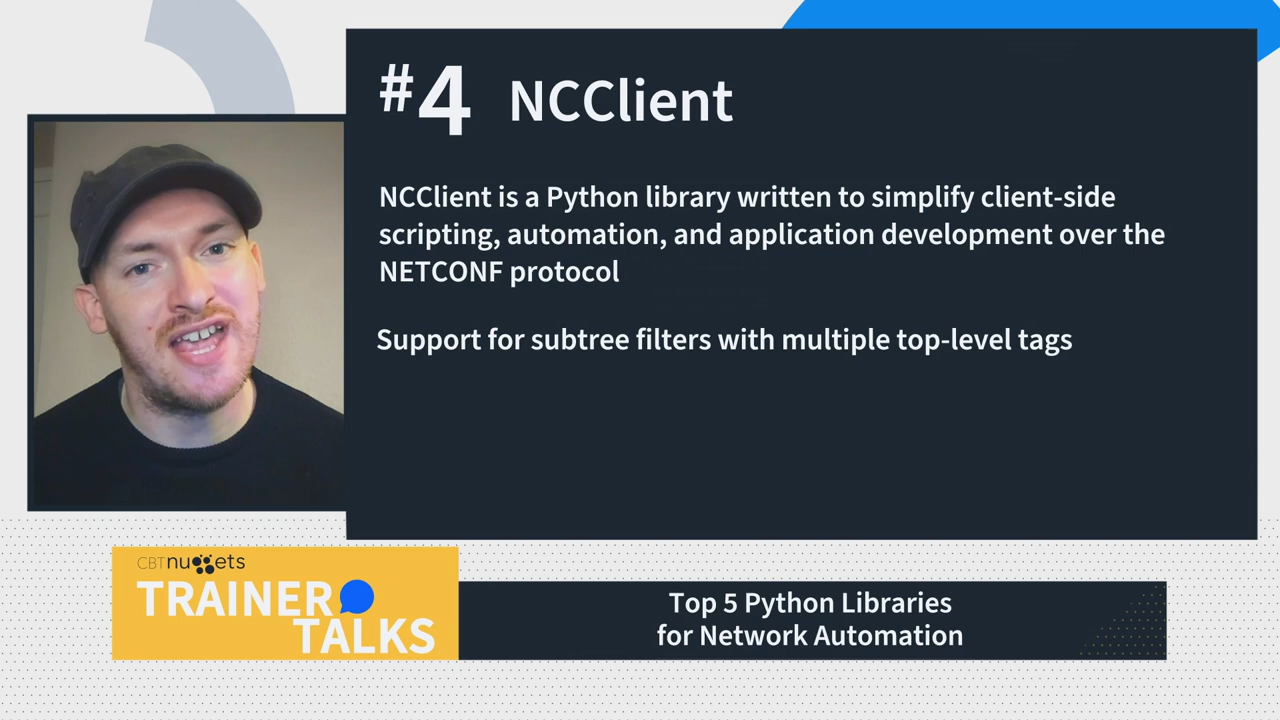 #4 NCClient
NCClient is a Python library written to simplify client-side
scripting, automation, and application development over the
NETCONF protocol
Support for subtree filters with multiple top-level tags
CBTnuggets
TRAINER
TALKS
Top 5 Python Libraries
for Network Automation